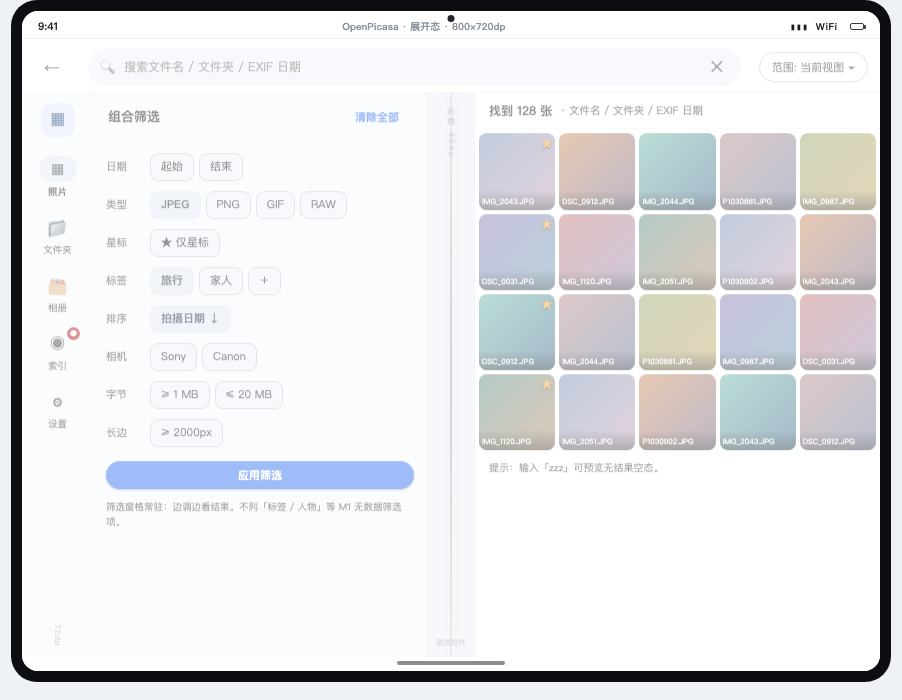 9:41
OpenPicasa · 展开态 · 800×720dp
WiFi
← 搜索文件名 / 文件夹 / EXIF 日期 ✕
范围: 当前视图
照片
文件夹
相册
索引
设置
72dp
组合筛选 清除全部
日期 起始 结束
类型 JPEG PNG GIF RAW
星标 ★ 仅星标
标签 旅行 家人 +
排序 拍摄日期 ↓
相机 Sony Canon
字节 ≥ 1 MB ≤ 20 MB
长边 ≥ 2000px
应用筛选
筛选窗格常驻：边调边看结果。不列「标签 / 人物」等 M1 无数据筛选
项。
找到 128 张 · 文件名 / 文件夹 / EXIF 日期
IMG_2043.JPG DSC_0912.JPG IMG_2044.JPG P1030881.JPG IMG_0987.JPG
DSC_0031.JPG IMG_1120.JPG IMG_2051.JPG P1030902.JPG IMG_2043.JPG
DSC_0912.JPG IMG_2044.JPG P1030881.JPG IMG_0987.JPG DSC_0031.JPG
IMG_1120.JPG IMG_2051.JPG P1030902.JPG IMG_2043.JPG DSC_0912.JPG
提示：输入「zzz」可预览无结果空态。